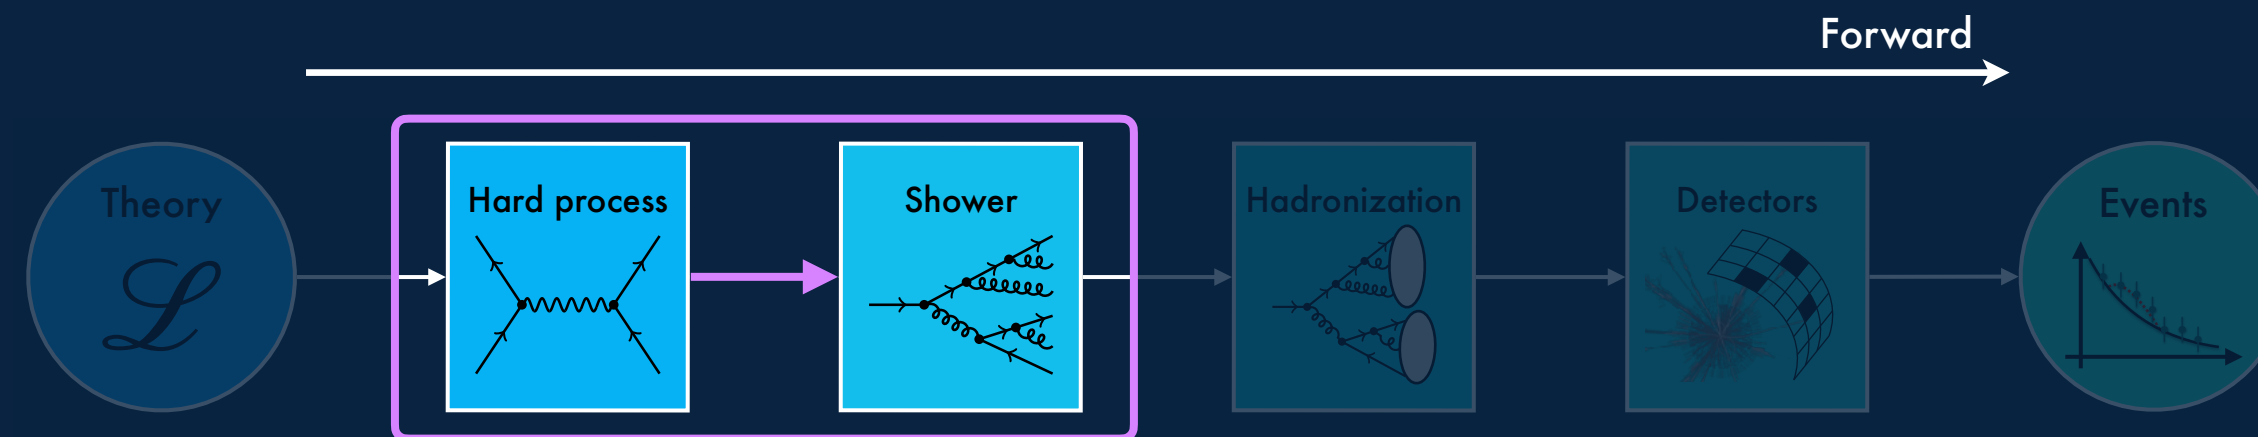 Forward
Theory
ℒ
Hard process
Shower
Hadronization
Detectors
Events